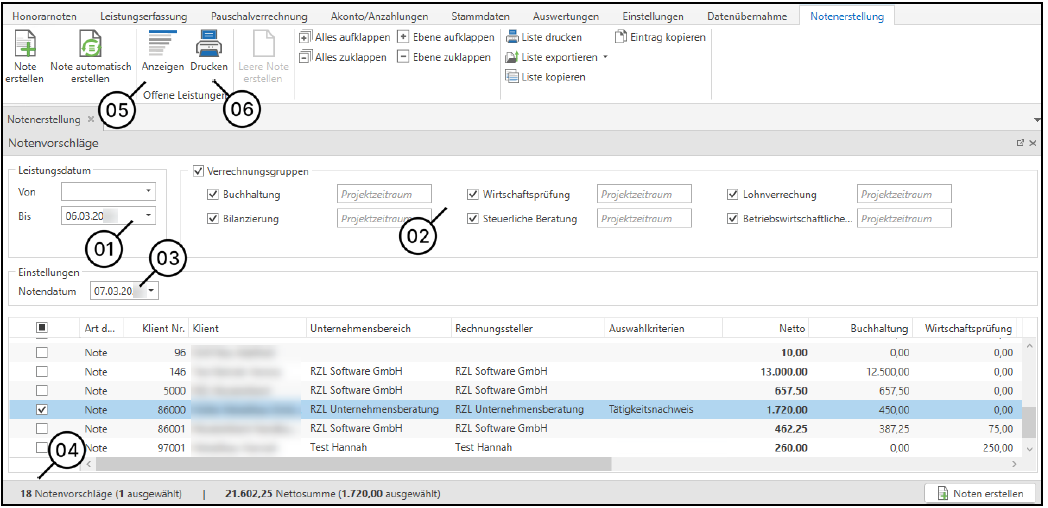 Honorarnoten Leistungserfassung Pauschalverrechnung Akonto/Anzahlungen Stammdaten Auswertungen Einstellungen Datenübernahme Notenerstellung
Note erstellen
Note automatisch erstellen
Anzeigen
Drucken
Offene Leistungen
Leere Note erstellen
Alles aufklappen
Alles zuklappen
Ebene aufklappen
Ebene zuklappen
Liste drucken
Liste exportieren
Liste kopieren
Eintrag kopieren
05
06
Notenerstellung
Notenvorschläge
Leistungsdatum
Von
Bis 06.03.20
01
Verrechnungsgruppen
Buchhaltung Projektzeitraum Wirtschaftsprüfung Projektzeitraum Lohnverrechung Projektzeitraum
Bilanzierung Projektzeitraum Steuerliche Beratung Projektzeitraum Betriebswirtschaftliche... Projektzeitraum
02
03
Einstellungen
Notendatum 07.03.20
Art d... Klient Nr. Klient Unternehmensbereich Rechnungssteller Auswahlkriterien Netto Buchhaltung Wirtschaftsprüfung
Note 96 10,00 0,00 0,00
Note 146 RZL Software GmbH RZL Software GmbH 13.000,00 12.500,00 0,00
Note 5000 RZL Software GmbH RZL Software GmbH 657,50 657,50 0,00
Note 86000 RZL Unternehmensberatung RZL Unternehmensberatung Tätigkeitsnachweis 1.720,00 450,00 0,00
Note 86001 RZL Software GmbH RZL Software GmbH 462,25 387,25 75,00
Note 97001 Test Hannah Test Hannah 260,00 0,00 250,00
04
18 Notenvorschläge (1 ausgewählt) | 21.602,25 Nettosumme (1.720,00 ausgewählt)
Noten erstellen